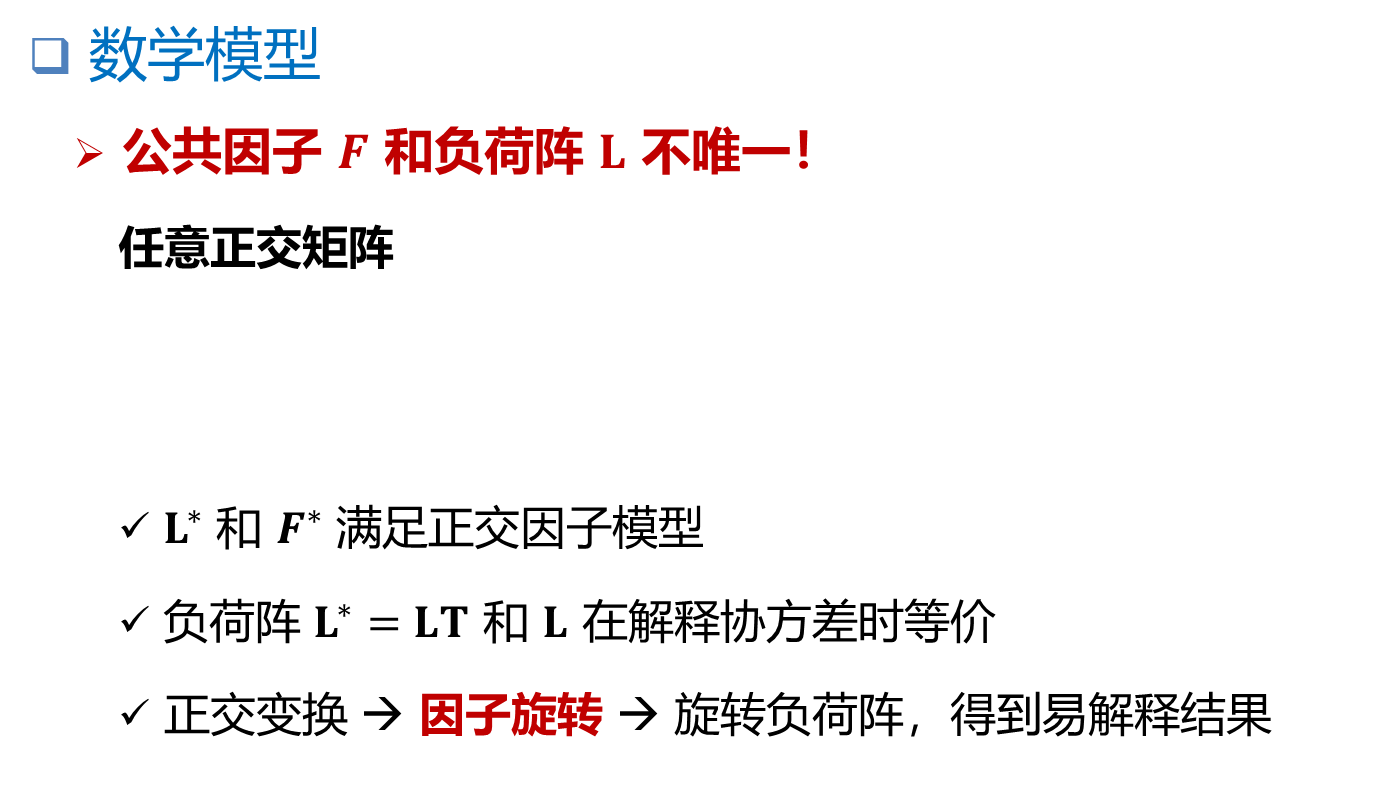 数学模型
公共因子 F 和负荷阵 L 不唯一！
任意正交矩阵
✓ L* 和 F* 满足正交因子模型
✓ 负荷阵 L* = LT 和 L 在解释协方差时等价
✓ 正交变换 → 因子旋转 → 旋转负荷阵，得到易解释结果